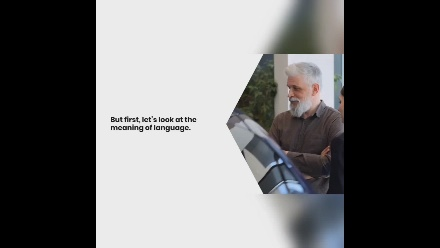 But first, let's look at the
meaning of language.